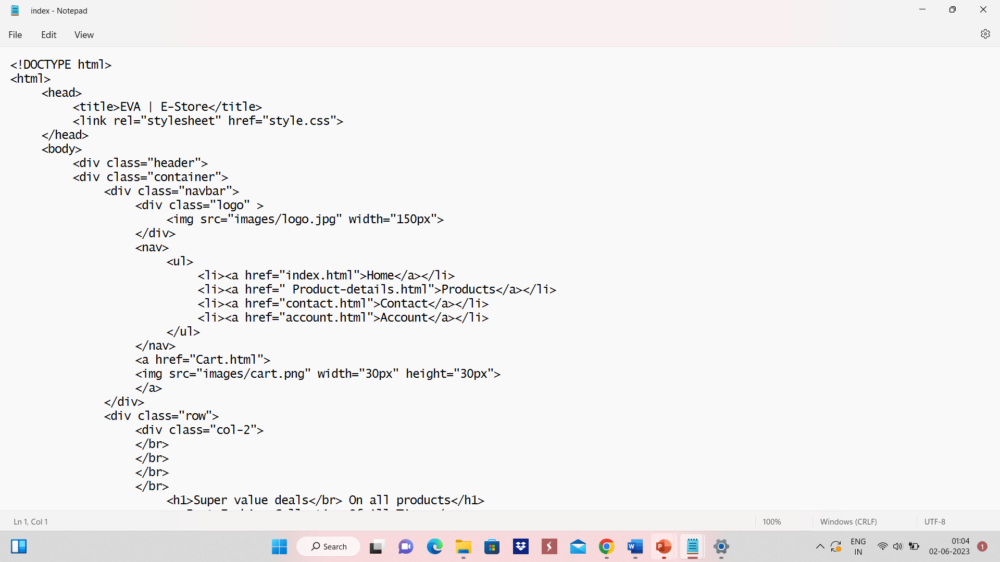 index - Notepad
File Edit View
<!DOCTYPE html>
<html>
<head>
<title>EVA | E-Store</title>
<link rel="stylesheet" href="style.css">
</head>
<body>
<div class="header">
<div class="container">
<div class="navbar">
<div class="logo" >
<img src="images/logo.jpg" width="150px">
</div>
<nav>
<ul>
<li><a href="index.html">Home</a></li>
<li><a href=" Product-details.html">Products</a></li>
<li><a href="contact.html">Contact</a></li>
<li><a href="account.html">Account</a></li>
</ul>
</nav>
<a href="Cart.html">
<img src="images/cart.png" width="30px" height="30px">
</a>
</div>
<div class="row">
<div class="col-2">
</br>
</br>
</br>
</br>
<h1>Super value deals</br> On all products</h1>
Ln 1, Col 1 100% Windows (CRLF) UTF-8
Search ENG 01:04
IN 02-06-2023 1